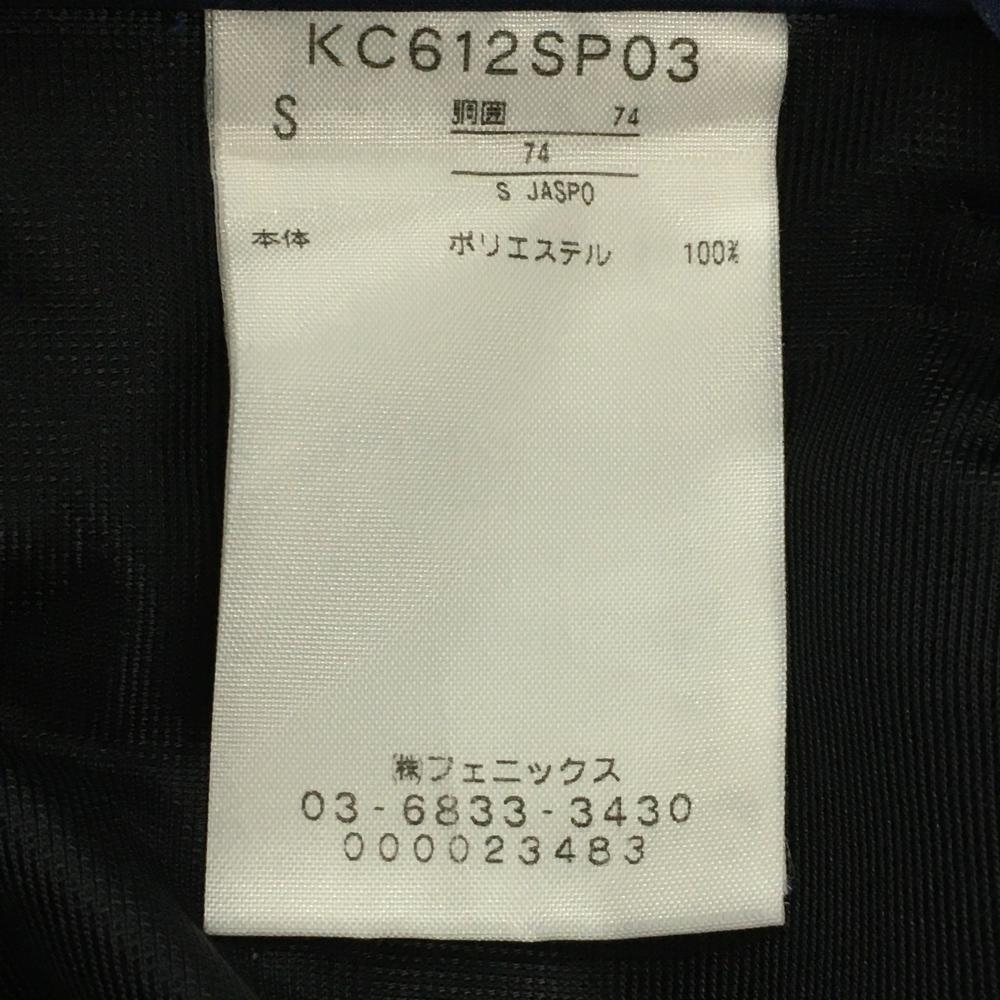 KC612SP03
S 胴囲 74
74
S JASPO
本体 ポリエステル 100%
㈱フェニックス
03-6833-3430
000023483